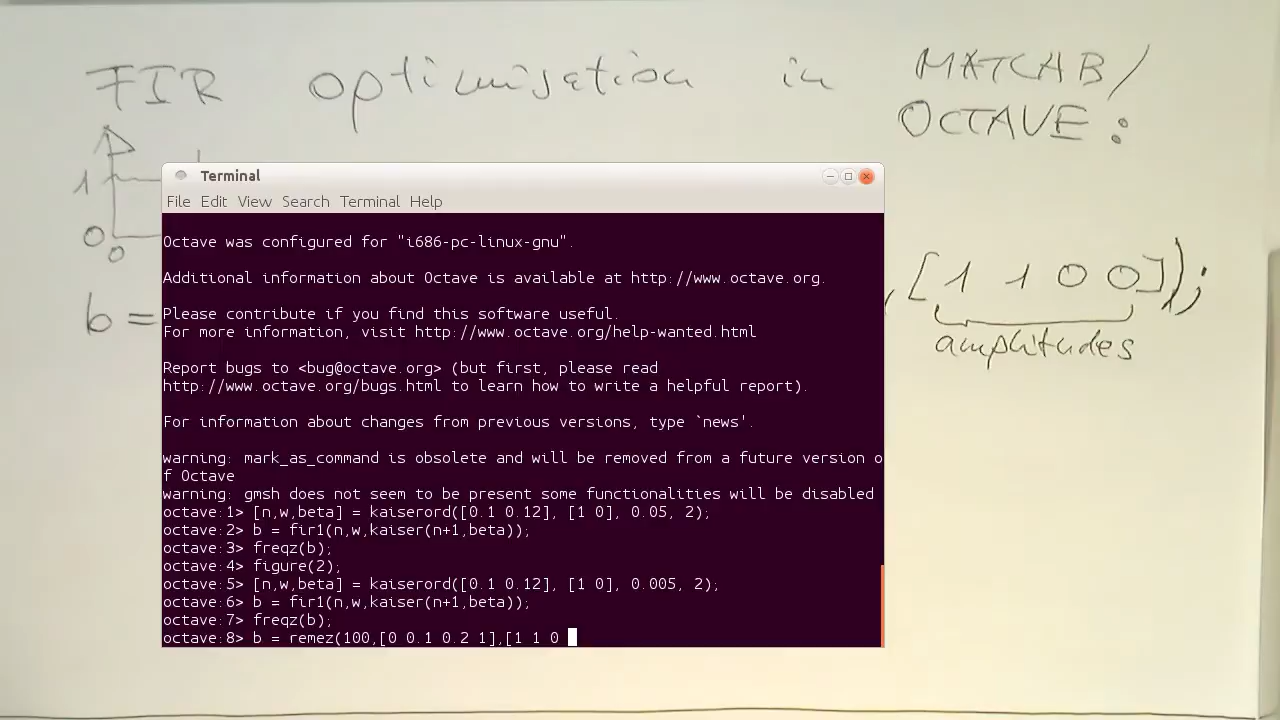 FIR optimisation in MATLAB/
OCTAVE:
1
0
0
b =
, [1 1 0 0]);
amplitudes
Terminal
File Edit View Search Terminal Help
Octave was configured for "i686-pc-linux-gnu".
Additional information about Octave is available at http://www.octave.org.
Please contribute if you find this software useful.
For more information, visit http://www.octave.org/help-wanted.html
Report bugs to <bug@octave.org> (but first, please read
http://www.octave.org/bugs.html to learn how to write a helpful report).
For information about changes from previous versions, type `news'.
warning: mark_as_command is obsolete and will be removed from a future version o
f Octave
warning: gmsh does not seem to be present some functionalities will be disabled
octave:1> [n,w,beta] = kaiserord([0.1 0.12], [1 0], 0.05, 2);
octave:2> b = fir1(n,w,kaiser(n+1,beta));
octave:3> freqz(b);
octave:4> figure(2);
octave:5> [n,w,beta] = kaiserord([0.1 0.12], [1 0], 0.005, 2);
octave:6> b = fir1(n,w,kaiser(n+1,beta));
octave:7> freqz(b);
octave:8> b = remez(100,[0 0.1 0.2 1],[1 1 0